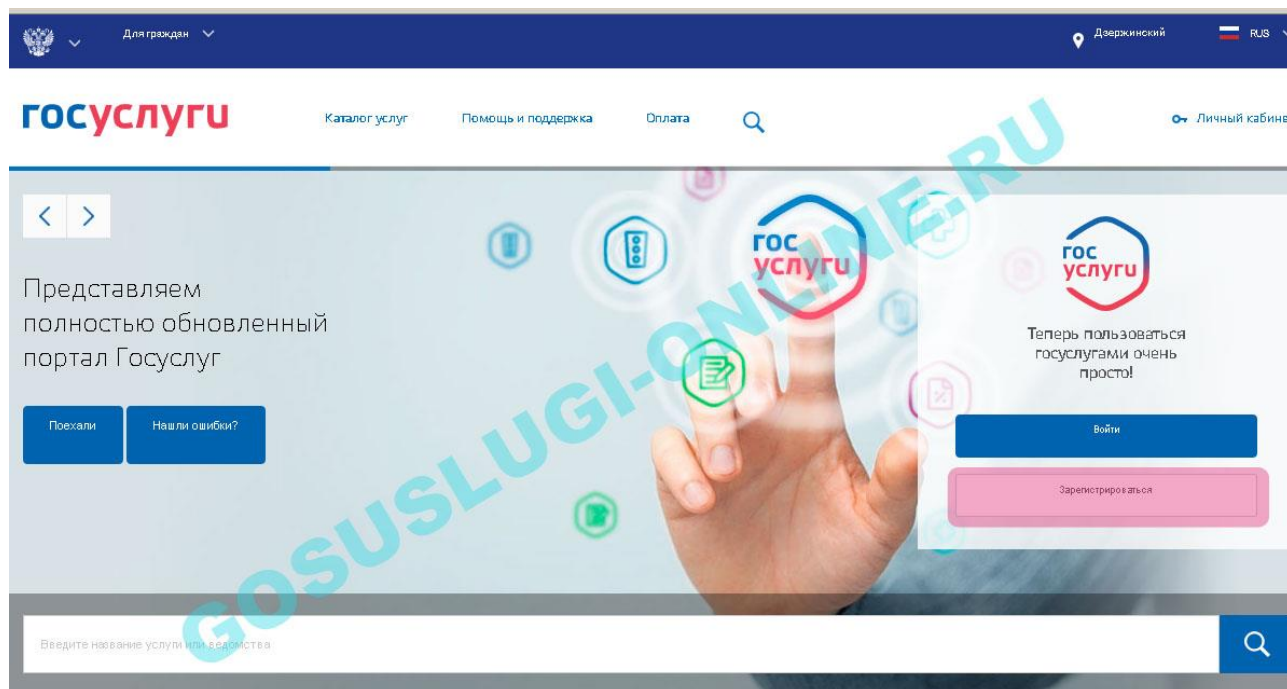 Для граждан
Дзержинский
RUS
госуслуги
Каталог услуг
Помощь и поддержка
Оплата
Личный кабине
Представляем
полностью обновленный
портал Госуслуг
Поехали
Нашли ошибки?
гос
услуги
гос
услуги
Теперь пользоваться
госуслугами очень
просто!
Войти
Зарегистрироваться
Введите название услуги или ведомства
GOSUSLUGI-ONLINE.RU